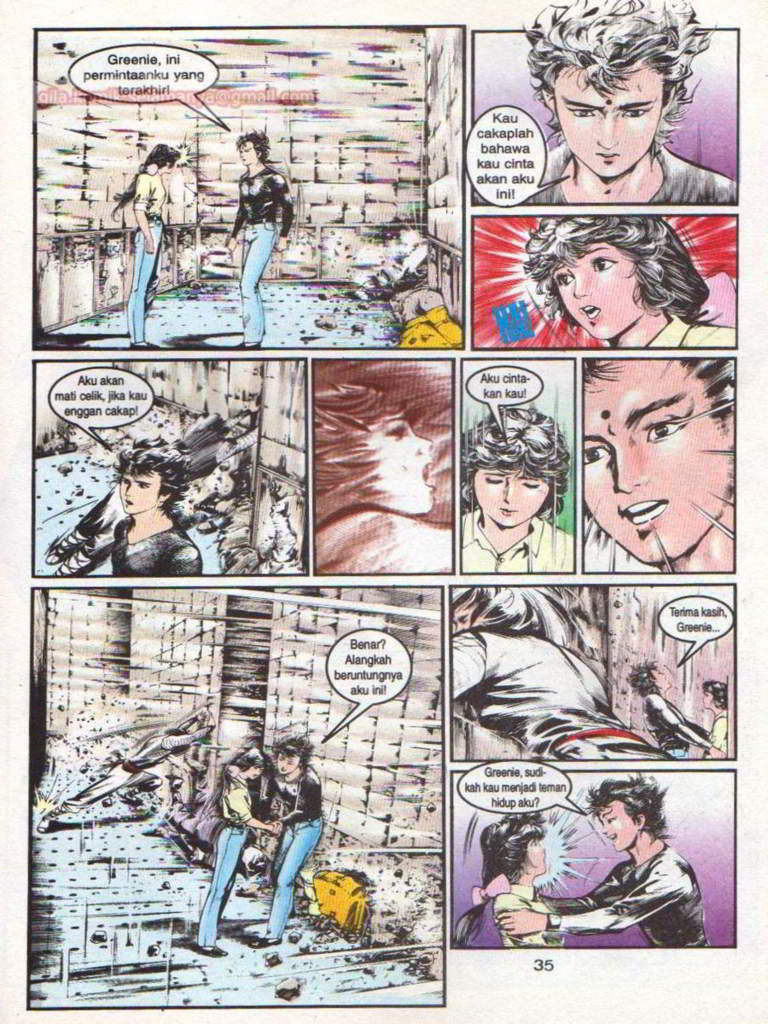 Greenie, ini
permintaanku yang
terakhir!
Kau
cakaplah
bahawa
kau cinta
akan aku
ini!
Aku akan
mati celik, jika kau
enggan cakap!
Aku cinta-
kan kau!
Benar?
Alangkah
beruntungnya
aku ini!
Terima kasih,
Greenie...
Greenie, sudi-
kah kau menjadi teman
hidup aku?
35